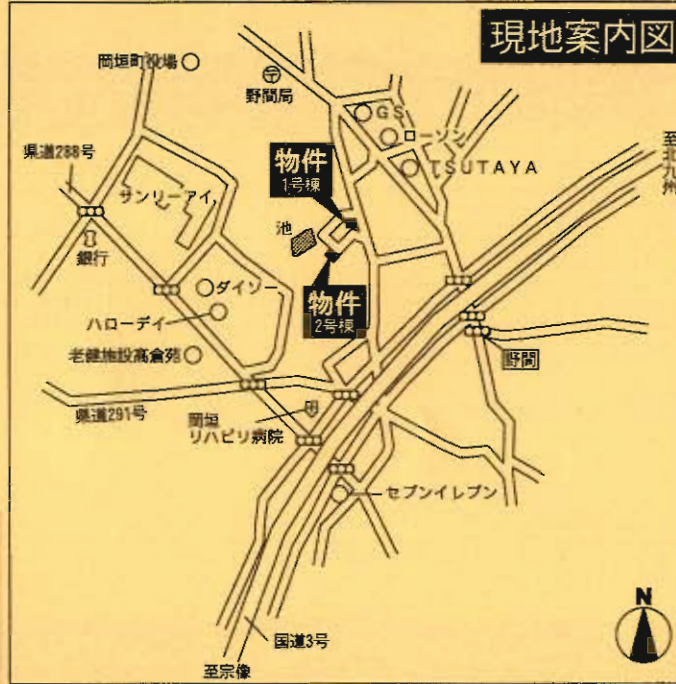 現地案内図
岡垣町役場
野間局
GS
ローソン
TSUTAYA
至北九州
県道288号
物件
1号棟
サンリーアイ
池
銀行
ダイソー
物件
2号棟
ハローデイ
老健施設高倉苑
野間
県道291号
岡垣
リハビリ病院
セブンイレブン
N
国道3号
至宗像